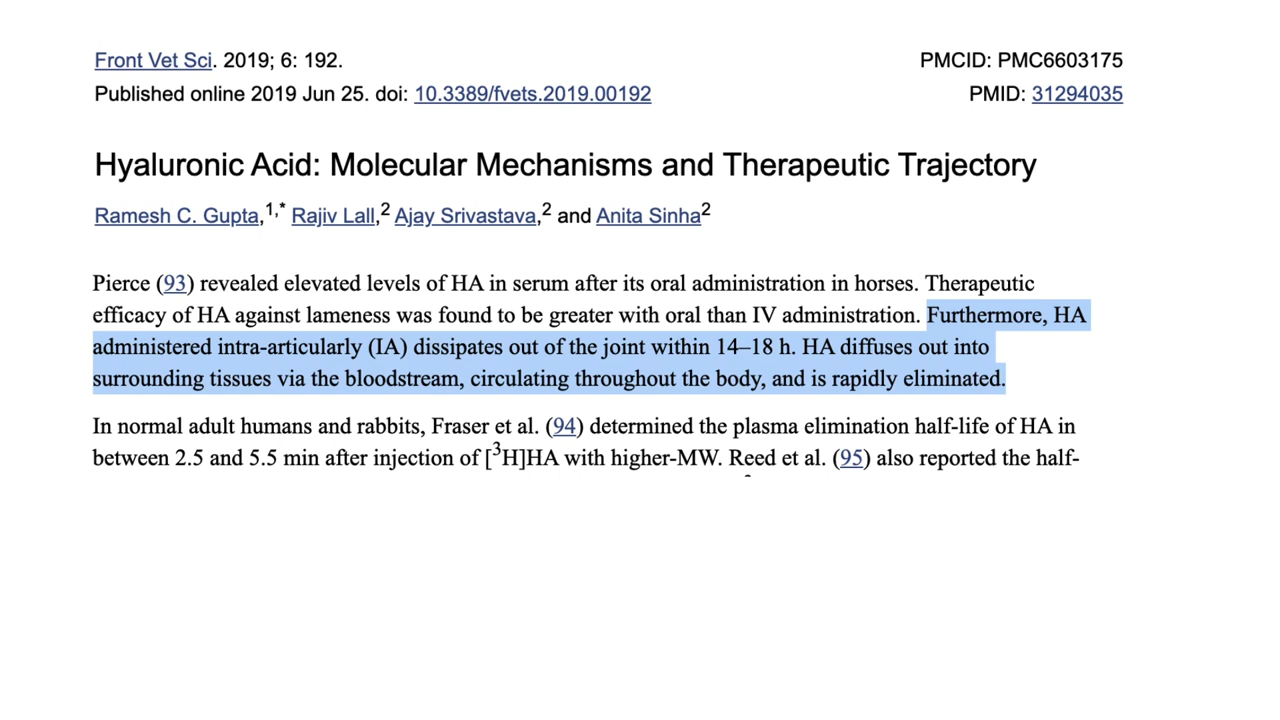 Front Vet Sci. 2019; 6: 192. PMCID: PMC6603175
Published online 2019 Jun 25. doi: 10.3389/fvets.2019.00192 PMID: 31294035
Hyaluronic Acid: Molecular Mechanisms and Therapeutic Trajectory
Ramesh C. Gupta,1,* Rajiv Lall,2 Ajay Srivastava,2 and Anita Sinha2
Pierce (93) revealed elevated levels of HA in serum after its oral administration in horses. Therapeutic
efficacy of HA against lameness was found to be greater with oral than IV administration. Furthermore, HA
administered intra-articularly (IA) dissipates out of the joint within 14–18 h. HA diffuses out into
surrounding tissues via the bloodstream, circulating throughout the body, and is rapidly eliminated.
In normal adult humans and rabbits, Fraser et al. (94) determined the plasma elimination half-life of HA in
between 2.5 and 5.5 min after injection of [3H]HA with higher-MW. Reed et al. (95) also reported the half-